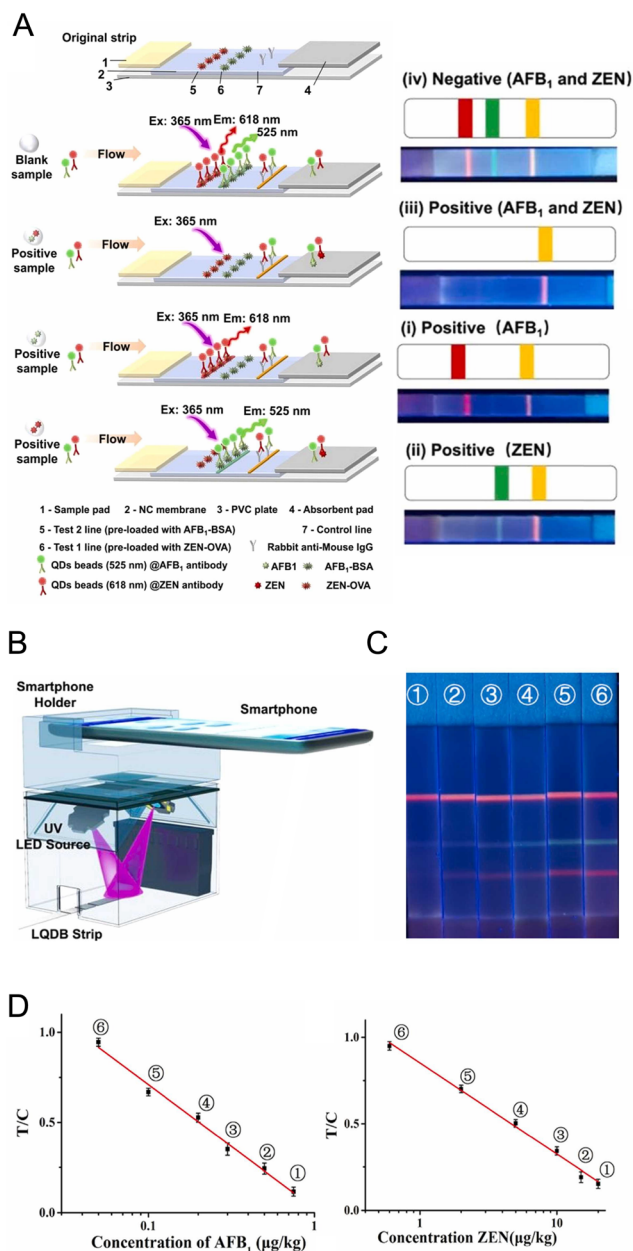 A
Original strip
1
2
3
5
6
7
4
Ex: 365 nm
Em: 618 nm
525 nm
Blank
sample
Flow
Ex: 365 nm
Positive
sample
Flow
Ex: 365 nm
Em: 618 nm
Positive
sample
Flow
Ex: 365 nm
Em: 525 nm
Positive
sample
Flow
1 - Sample pad 2 - NC membrane 3 - PVC plate 4 - Absorbent pad
5 - Test 2 line (pre-loaded with AFB₁-BSA) 7 - Control line
6 - Test 1 line (pre-loaded with ZEN-OVA) Rabbit anti-Mouse IgG
QDs beads (525 nm) @AFB₁ antibody AFB1 AFB₁-BSA
QDs beads (618 nm) @ZEN antibody ZEN ZEN-OVA
(iv) Negative (AFB₁ and ZEN)
(iii) Positive (AFB₁ and ZEN)
(i) Positive (AFB₁)
(ii) Positive (ZEN)
B
Smartphone
Holder
Smartphone
UV
LED Source
LQDB Strip
C
① ② ③ ④ ⑤ ⑥
D
T/C
1.0
0.5
0.0
⑥
⑤
④
③
②
①
0.1
1
Concentration of AFB₁ (μg/kg)
T/C
1.0
0.5
0.0
⑥
⑤
④
③
②
①
1
10
Concentration ZEN(μg/kg)